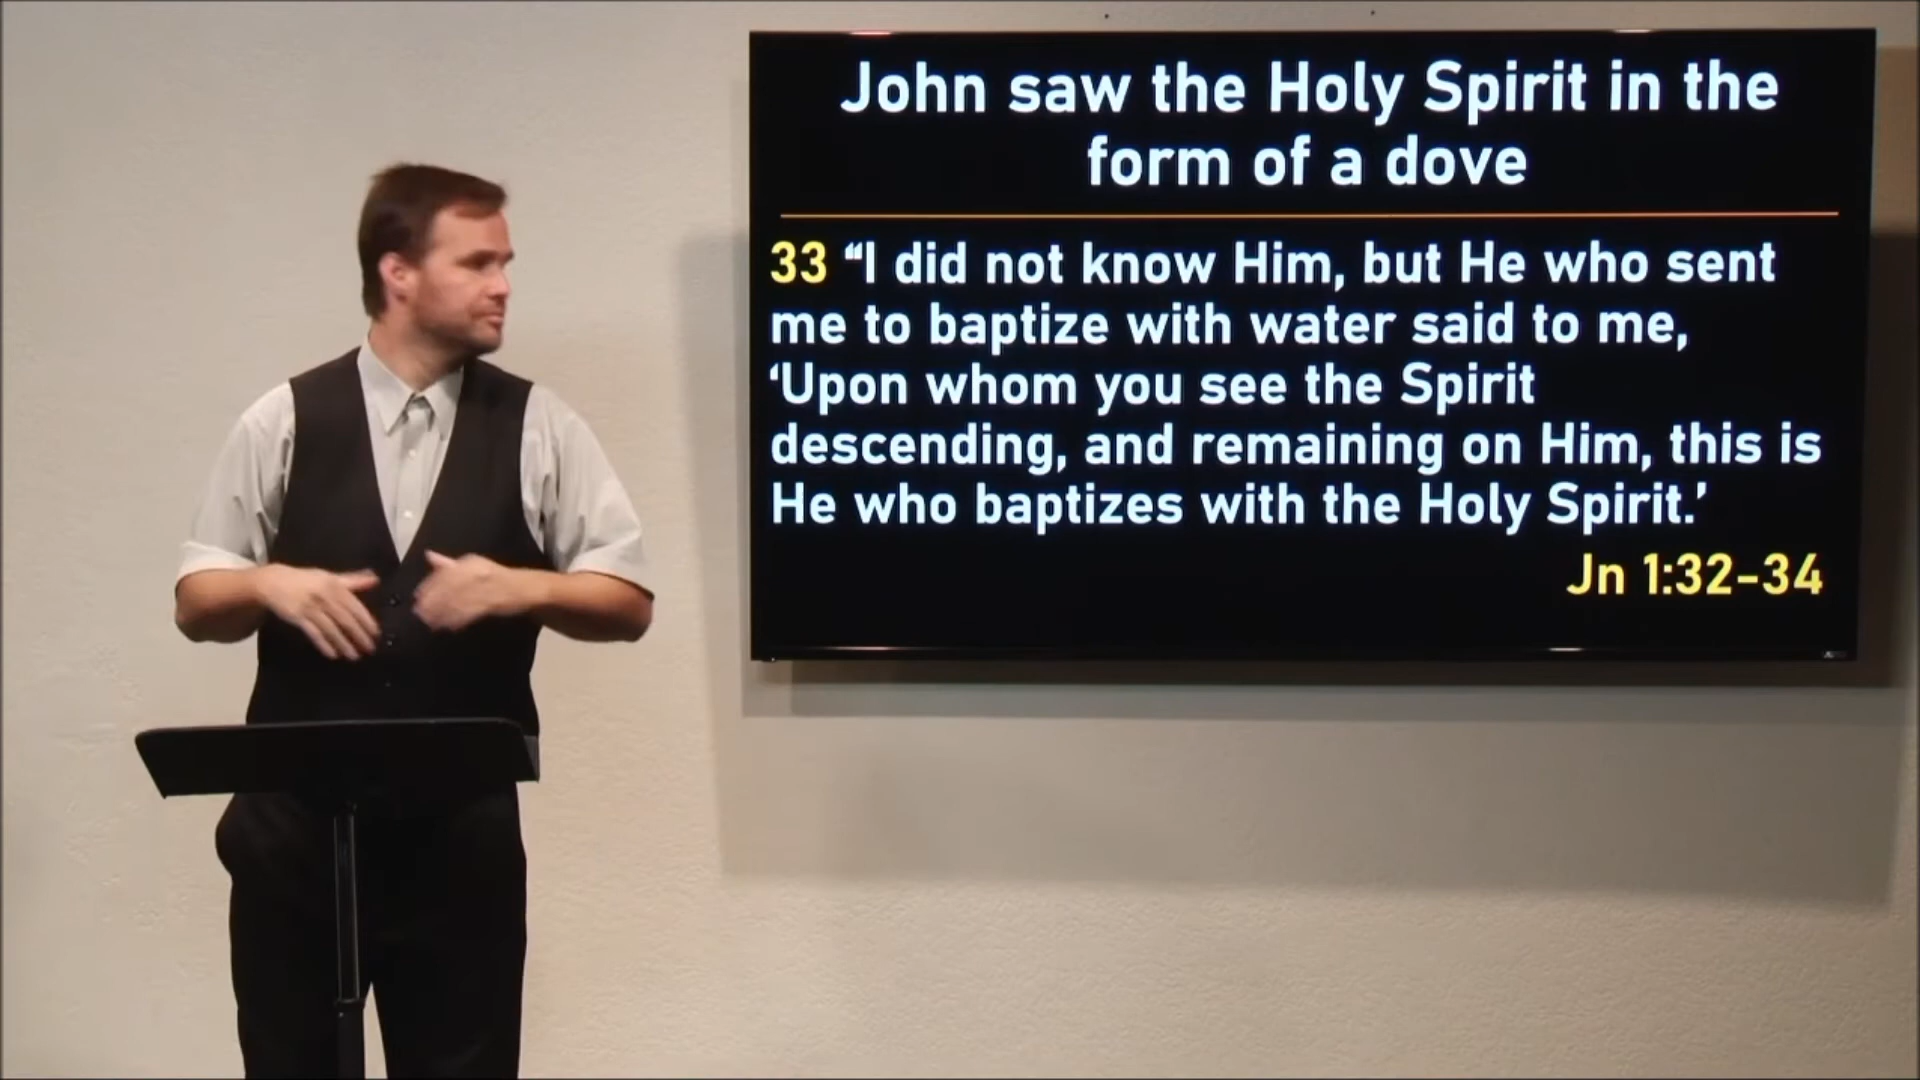 John saw the Holy Spirit in the
form of a dove
33 “I did not know Him, but He who sent
me to baptize with water said to me,
‘Upon whom you see the Spirit
descending, and remaining on Him, this is
He who baptizes with the Holy Spirit.’
Jn 1:32-34